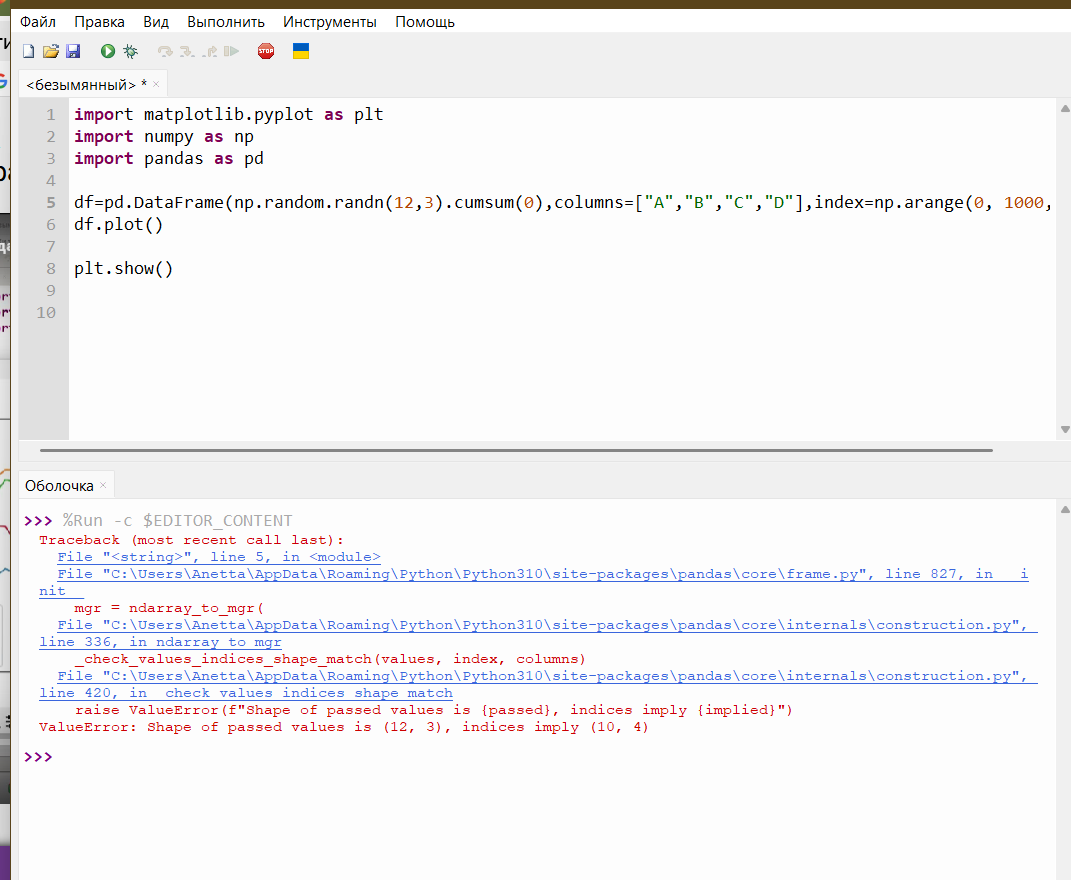 Файл Правка Вид Выполнить Инструменты Помощь
STOP
<безымянный> * ×
1 import matplotlib.pyplot as plt
2 import numpy as np
3 import pandas as pd
4
5 df=pd.DataFrame(np.random.randn(12,3).cumsum(0),columns=["A","B","C","D"],index=np.arange(0, 1000,
6 df.plot()
7
8 plt.show()
9
10
Оболочка ×
>>> %Run -c $EDITOR_CONTENT
Traceback (most recent call last):
File "<string>", line 5, in <module>
File "C:\Users\Anetta\AppData\Roaming\Python\Python310\site-packages\pandas\core\frame.py", line 827, in __i
nit__
mgr = ndarray_to_mgr(
File "C:\Users\Anetta\AppData\Roaming\Python\Python310\site-packages\pandas\core\internals\construction.py",
line 336, in ndarray_to_mgr
_check_values_indices_shape_match(values, index, columns)
File "C:\Users\Anetta\AppData\Roaming\Python\Python310\site-packages\pandas\core\internals\construction.py",
line 420, in _check_values_indices_shape_match
raise ValueError(f"Shape of passed values is {passed}, indices imply {implied}")
ValueError: Shape of passed values is (12, 3), indices imply (10, 4)
>>>